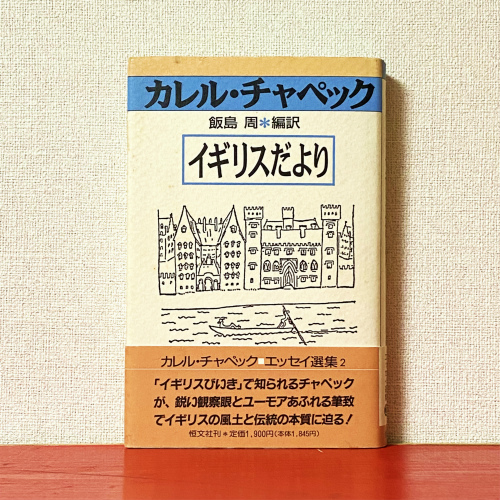 カレル・チャペック
飯島 周*編訳
イギリスだより
カレル・チャペック■エッセイ選集2
「イギリスびいき」で知られるチャペック
が、鋭い観察眼とユーモアあふれる筆致
でイギリスの風土と伝統の本質に迫る!
恒文社刊*定価1,900円(本体1,845円)